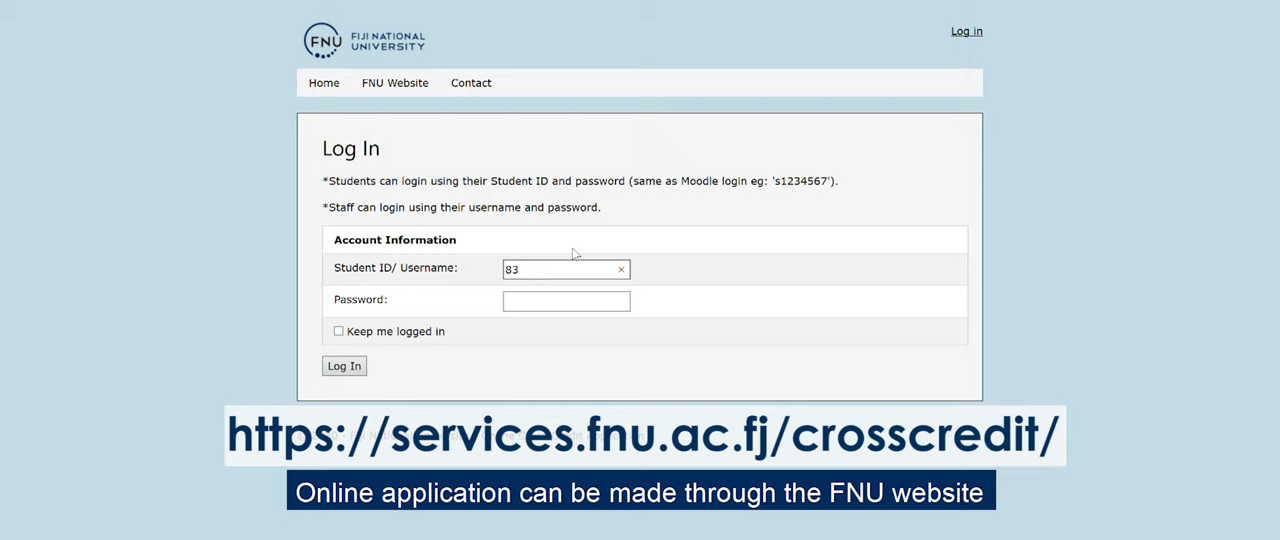 FNU FIJI NATIONAL UNIVERSITY
Log in
Home FNU Website Contact
Log In
*Students can login using their Student ID and password (same as Moodle login eg: 's1234567').
*Staff can login using their username and password.
Account Information
Student ID/ Username: 83 ×
Password:
Keep me logged in
Log In
https://services.fnu.ac.fj/crosscredit/
Online application can be made through the FNU website